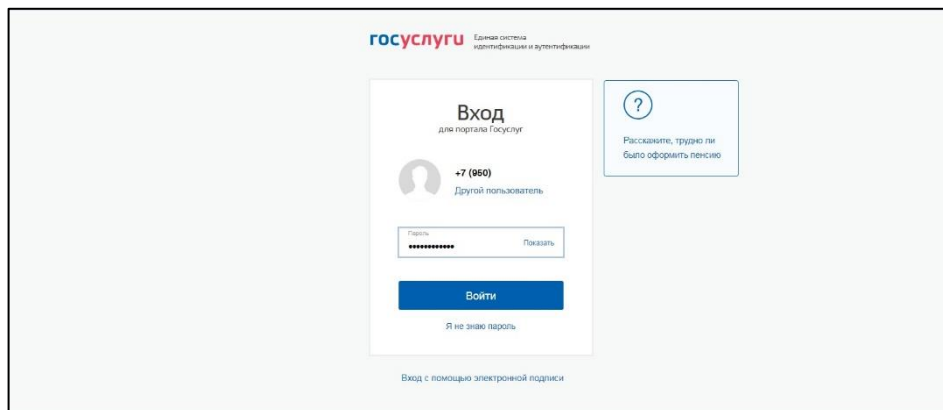 госуслуги
Единая система
идентификации и аутентификации
Вход
для портала Госуслуг
+7 (950)
Другой пользователь
Пароль
••••••••••••
Показать
Войти
Я не знаю пароль
Вход с помощью электронной подписи
?
Расскажите, трудно ли
было оформить пенсию